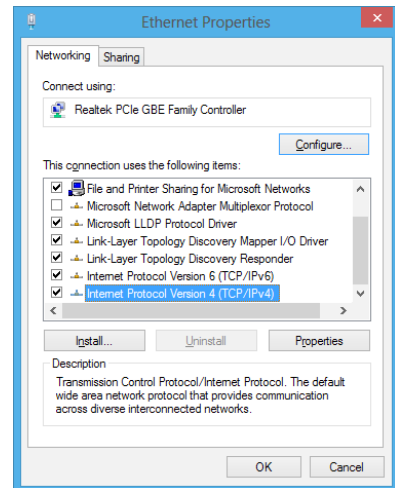 Ethernet Properties
Networking
Sharing
Connect using:
Realtek PCIe GBE Family Controller
Configure...
This connection uses the following items:
File and Printer Sharing for Microsoft Networks
Microsoft Network Adapter Multiplexor Protocol
Microsoft LLDP Protocol Driver
Link-Layer Topology Discovery Mapper I/O Driver
Link-Layer Topology Discovery Responder
Internet Protocol Version 6 (TCP/IPv6)
Internet Protocol Version 4 (TCP/IPv4)
Install...
Uninstall
Properties
Description
Transmission Control Protocol/Internet Protocol. The default
wide area network protocol that provides communication
across diverse interconnected networks.
OK
Cancel